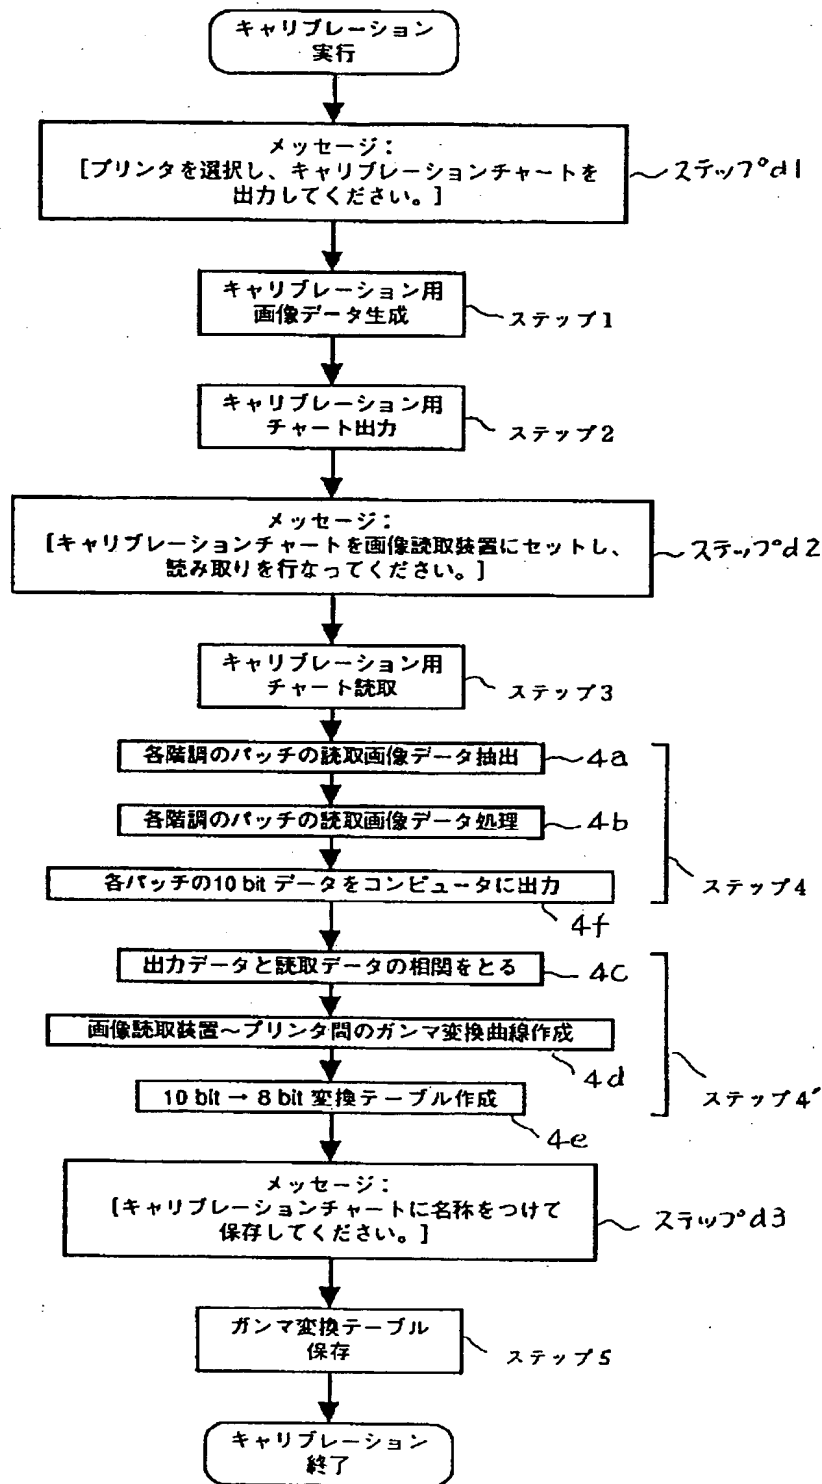 キャリブレーション
実行
メッセージ:
[プリンタを選択し、キャリブレーションチャートを
出力してください。]
ステップd1
キャリブレーション用
画像データ生成
ステップ1
キャリブレーション用
チャート出力
ステップ2
メッセージ:
[キャリブレーションチャートを画像読取装置にセットし、
読み取りを行なってください。]
ステップd2
キャリブレーション用
チャート読取
ステップ3
各階調のパッチの読取画像データ抽出
4a
各階調のパッチの読取画像データ処理
4b
各パッチの10 bit データをコンピュータに出力
4f
ステップ4
出力データと読取データの相関をとる
4c
画像読取装置~プリンタ間のガンマ変換曲線作成
4d
10 bit → 8 bit 変換テーブル作成
4e
ステップ4'
メッセージ:
[キャリブレーションチャートに名称をつけて
保存してください。]
ステップd3
ガンマ変換テーブル
保存
ステップ5
キャリブレーション
終了